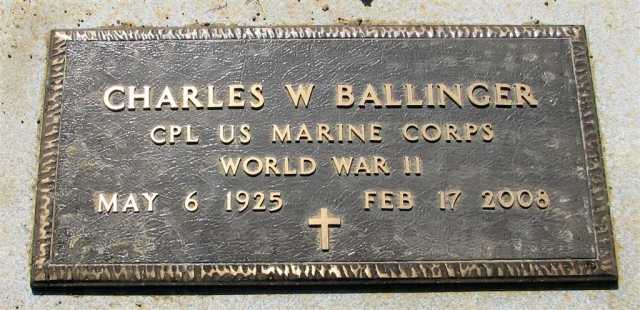 CHARLES W BALLINGER
CPL US MARINE CORPS
WORLD WAR II
MAY 6 1925 FEB 17 2008